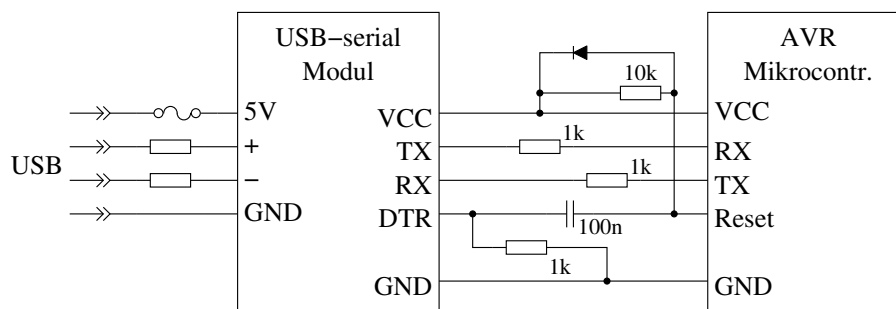 USB−serial
Modul
AVR
Mikrocontr.
10k
5V
VCC
VCC
1k
+
TX
RX
USB
1k
−
RX
TX
GND
DTR
100n
Reset
1k
GND
GND